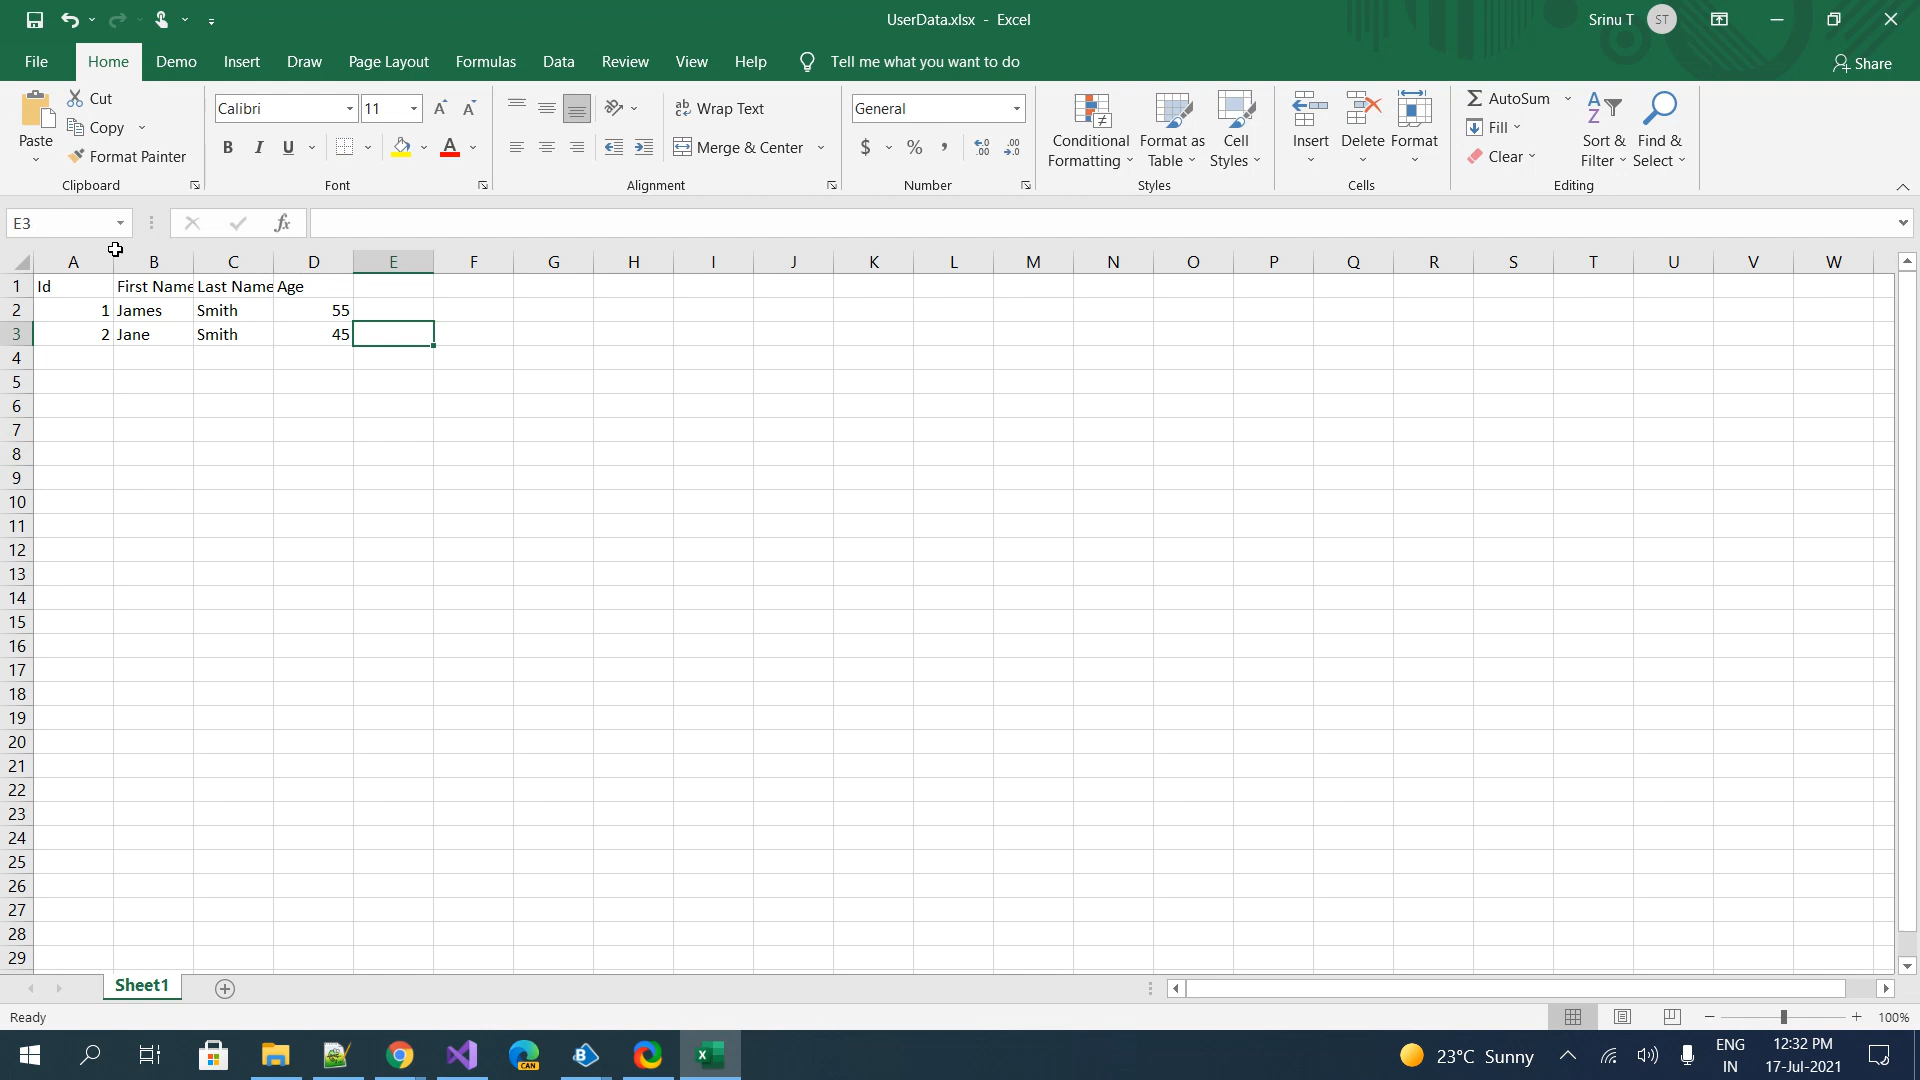 UserData.xlsx - Excel
Srinu T ST
File Home Demo Insert Draw Page Layout Formulas Data Review View Help Tell me what you want to do Share
Paste
Cut
Copy
Format Painter
Clipboard
Calibri 11
B I U
Font
Wrap Text
Merge & Center
Alignment
General
$ % ,
Number
Conditional Formatting
Format as Table
Cell Styles
Styles
Insert Delete Format
Cells
AutoSum
Fill
Clear
Sort & Filter
Find & Select
Editing
E3 fx
A B C D E F G H I J K L M N O P Q R S T U V W
1 Id First Name Last Name Age
2 1 James Smith 55
3 2 Jane Smith 45
4
5
6
7
8
9
10
11
12
13
14
15
16
17
18
19
20
21
22
23
24
25
26
27
28
29
Sheet1
Ready 100%
CAN
23°C Sunny
ENG
IN
12:32 PM
17-Jul-2021